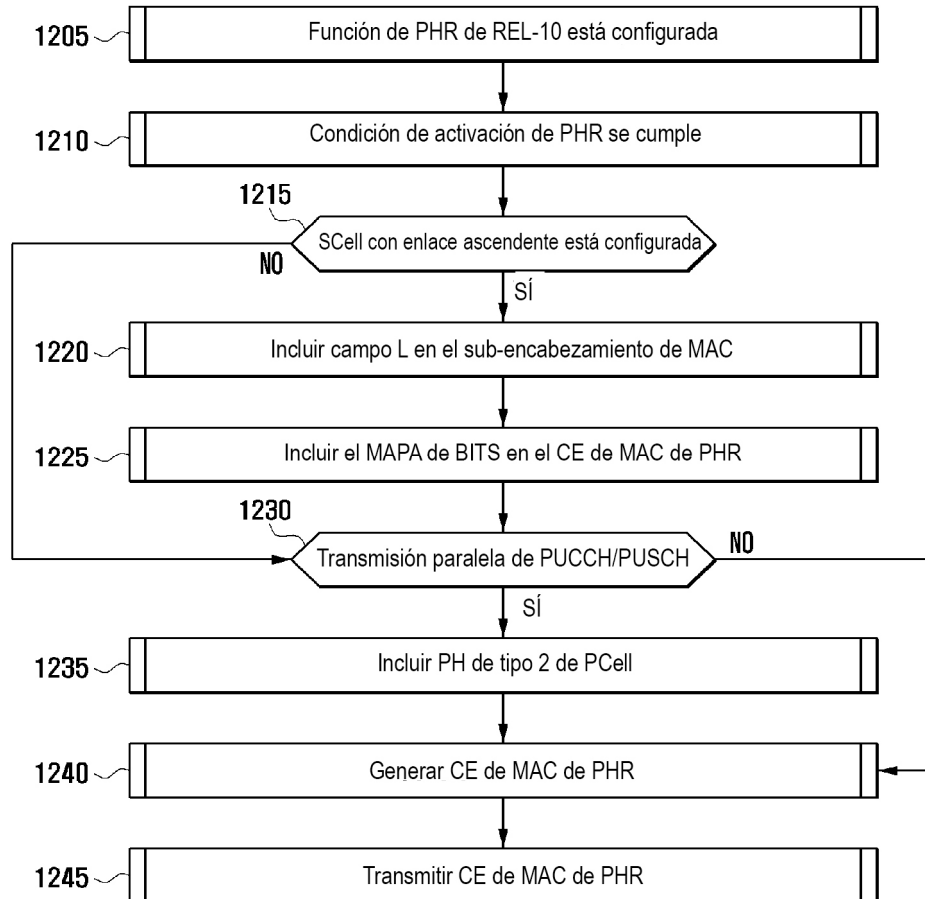 1205
Función de PHR de REL-10 está configurada
1210
Condición de activación de PHR se cumple
1215
SCell con enlace ascendente está configurada
NO
SÍ
1220
Incluir campo L en el sub-encabezamiento de MAC
1225
Incluir el MAPA de BITS en el CE de MAC de PHR
1230
Transmisión paralela de PUCCH/PUSCH
NO
SÍ
1235
Incluir PH de tipo 2 de PCell
1240
Generar CE de MAC de PHR
1245
Transmitir CE de MAC de PHR